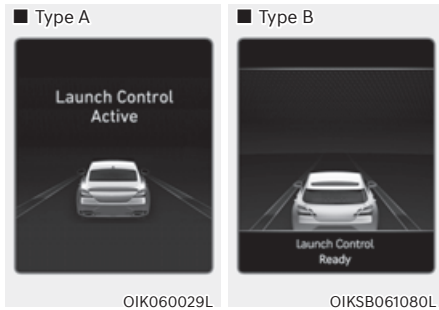 ■ Type A
Launch Control
Active
OIK060029L
■ Type B
Launch Control
Ready
OIKSB061080L